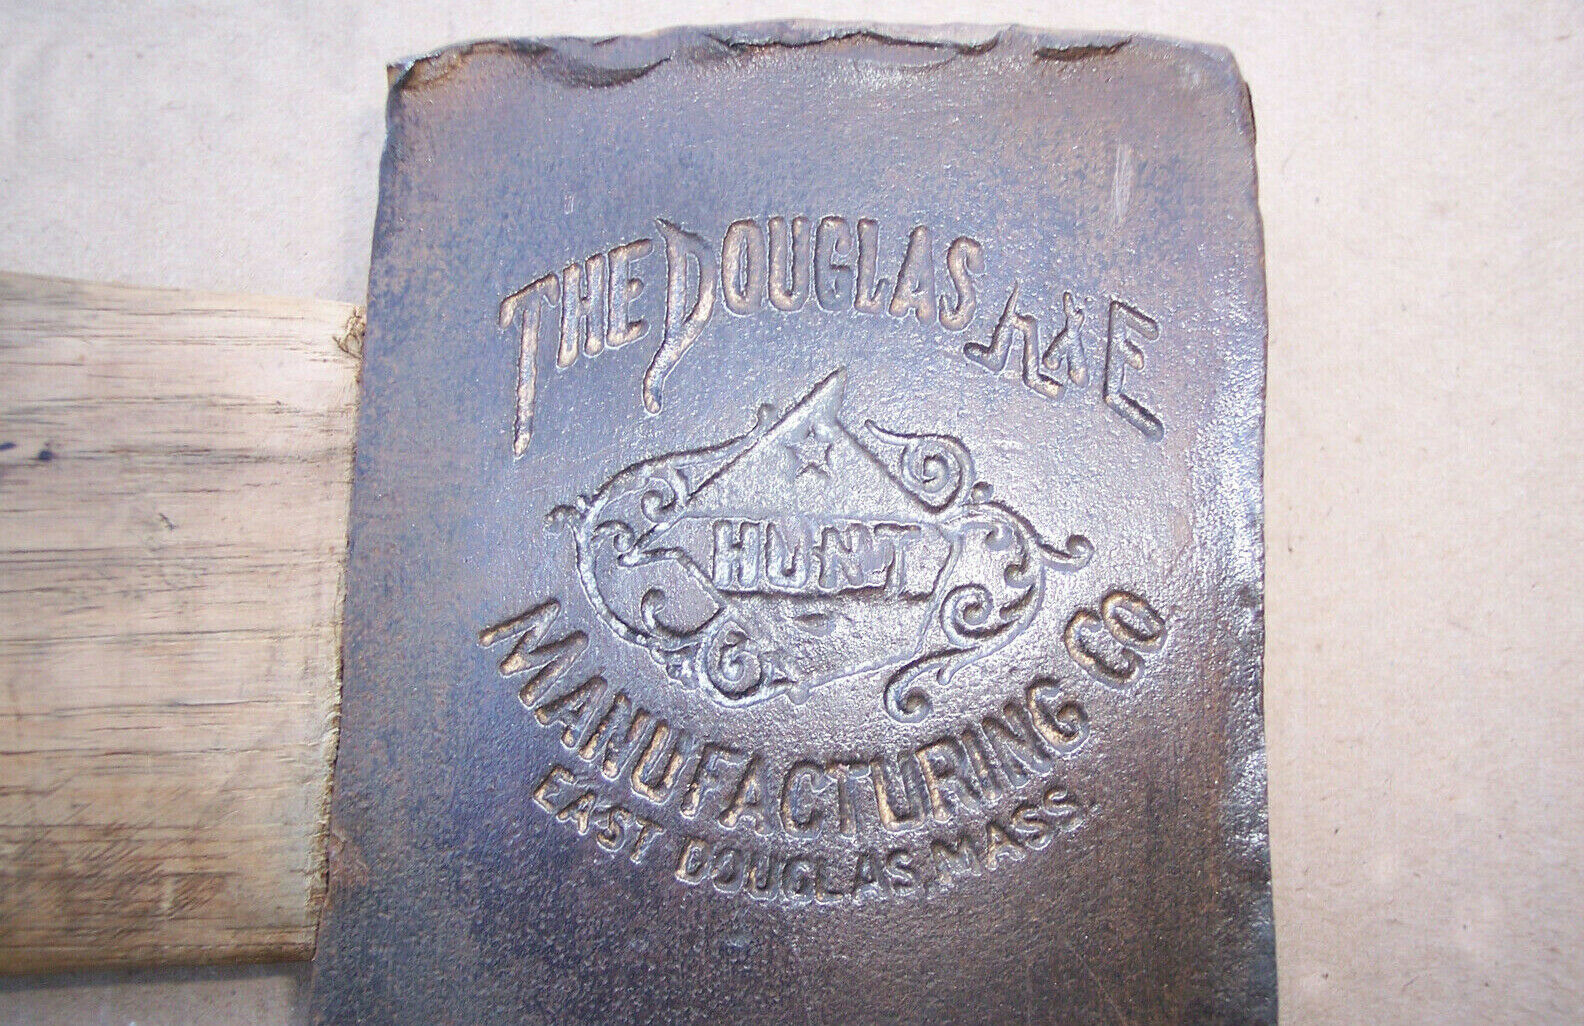 THE DOUGLAS AXE
HUNT
MANUFACTURING CO
EAST DOUGLAS, MASS.